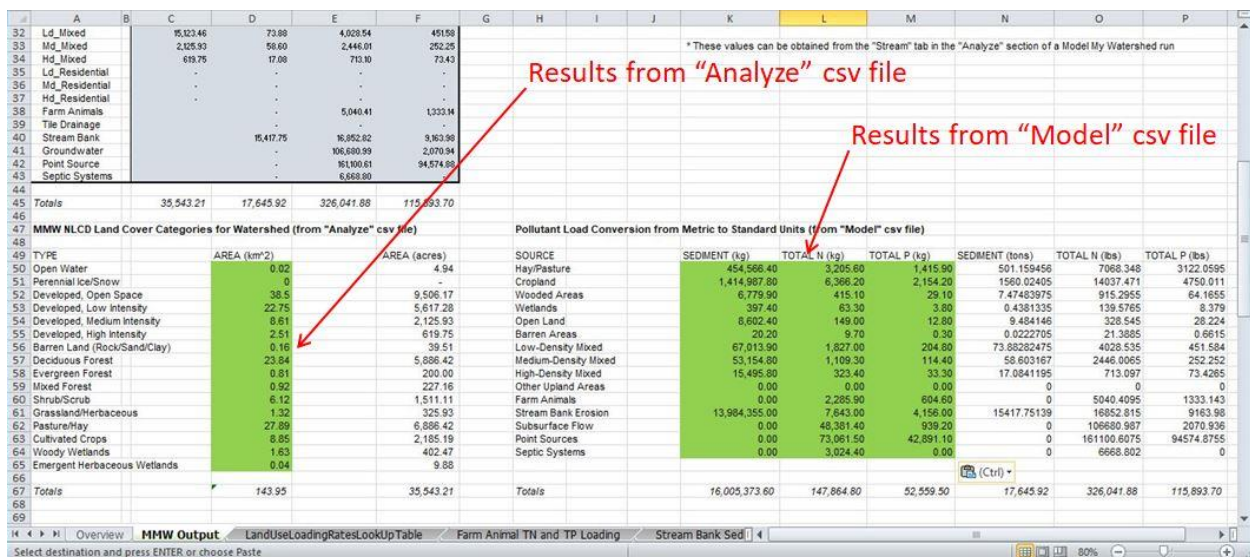 A B C D E F G H I J K L M N O P
32 Ld_Mixed 15,123.46 73.88 4,028.54 451.58
33 Md_Mixed 2,125.93 58.60 2,446.01 252.25 * These values can be obtained from the "Stream" tab in the "Analyze" section of a Model My Watershed run
34 Hd_Mixed 619.75 17.08 713.10 73.43
Results from “Analyze” csv file
35 Ld_Residential - - - -
36 Md_Residential - - - -
37 Hd_Residential - - - -
38 Farm Animals - 5,040.41 1,333.14
39 Tile Drainage - - -
40 Stream Bank 15,417.75 16,852.82 9,163.98
Results from “Model” csv file
41 Groundwater - 106,680.99 2,070.94
42 Point Source - 161,100.61 94,574.88
43 Septic Systems - 6,668.80 -
44
45 Totals 35,543.21 17,645.92 326,041.88 115,893.70
46
47 MMW NLCD Land Cover Categories for Watershed (from "Analyze" csv file) Pollutant Load Conversion from Metric to Standard Units (from "Model" csv file)
48
49 TYPE AREA (km^2) AREA (acres) SOURCE SEDIMENT (kg) TOTAL N (kg) TOTAL P (kg) SEDIMENT (tons) TOTAL N (lbs) TOTAL P (lbs)
50 Open Water 0.02 4.94 Hay/Pasture 454,566.40 3,205.60 1,415.90 501.159456 7068.348 3122.0595
51 Perennial Ice/Snow 0 - Cropland 1,414,987.80 6,366.20 2,154.20 1560.02405 14037.471 4750.011
52 Developed, Open Space 38.5 9,506.17 Wooded Areas 6,779.90 415.10 29.10 7.47483975 915.2955 64.1655
53 Developed, Low Intensity 22.75 5,617.28 Wetlands 397.40 63.30 3.80 0.4381335 139.5765 8.379
54 Developed, Medium Intensity 8.61 2,125.93 Open Land 8,602.40 149.00 12.80 9.484146 328.545 28.224
55 Developed, High Intensity 2.51 619.75 Barren Areas 20.20 9.70 0.30 0.0222705 21.3885 0.6615
56 Barren Land (Rock/Sand/Clay) 0.16 39.51 Low-Density Mixed 67,013.90 1,827.00 204.80 73.88282475 4028.535 451.584
57 Deciduous Forest 23.84 5,886.42 Medium-Density Mixed 53,154.80 1,109.30 114.40 58.603167 2446.0065 252.252
58 Evergreen Forest 0.81 200.00 High-Density Mixed 15,495.80 323.40 33.30 17.0841195 713.097 73.4265
59 Mixed Forest 0.92 227.16 Other Upland Areas 0.00 0.00 0.00 0 0 0
60 Shrub/Scrub 6.12 1,511.11 Farm Animals 0.00 2,285.90 604.60 0 5040.4095 1333.143
61 Grassland/Herbaceous 1.32 325.93 Stream Bank Erosion 13,984,355.00 7,643.00 4,156.00 15417.75139 16852.815 9163.98
62 Pasture/Hay 27.89 6,886.42 Subsurface Flow 0.00 48,381.40 939.20 0 106680.987 2070.936
63 Cultivated Crops 8.85 2,185.19 Point Sources 0.00 73,061.50 42,891.10 0 161100.6075 94574.8755
64 Woody Wetlands 1.63 402.47 Septic Systems 0.00 3,024.40 0.00 0 6668.802 0
65 Emergent Herbaceous Wetlands 0.04 9.88
66 (Ctrl)
67 Totals 143.95 35,543.21 Totals 16,005,373.60 147,864.80 52,559.50 17,645.92 326,041.88 115,893.70
68
69
Overview MMW Output LandUseLoadingRatesLookUpTable Farm Animal TN and TP Loading Stream Bank Sed
Select destination and press ENTER or choose Paste 80%